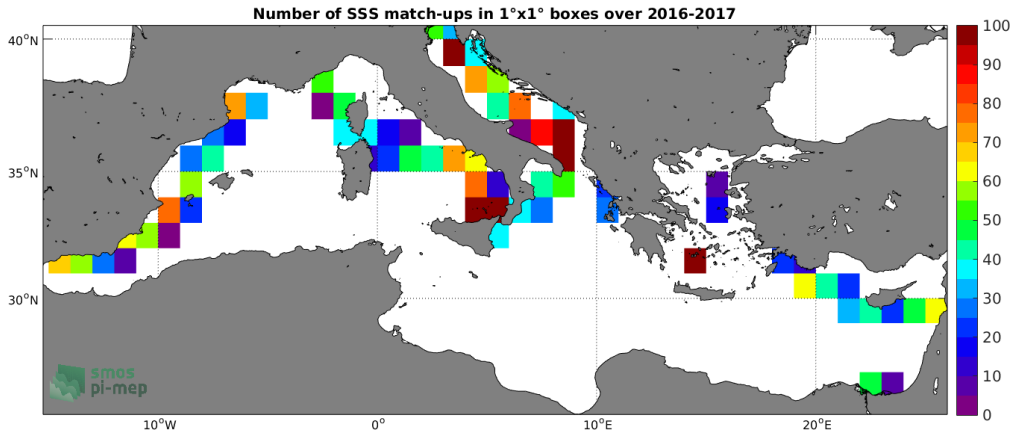 Number of SSS match-ups in 1°x1° boxes over 2016-2017
40°N
35°N
30°N
10°W
0°
10°E
20°E
100
90
80
70
60
50
40
30
20
10
0
smos
pi-mep